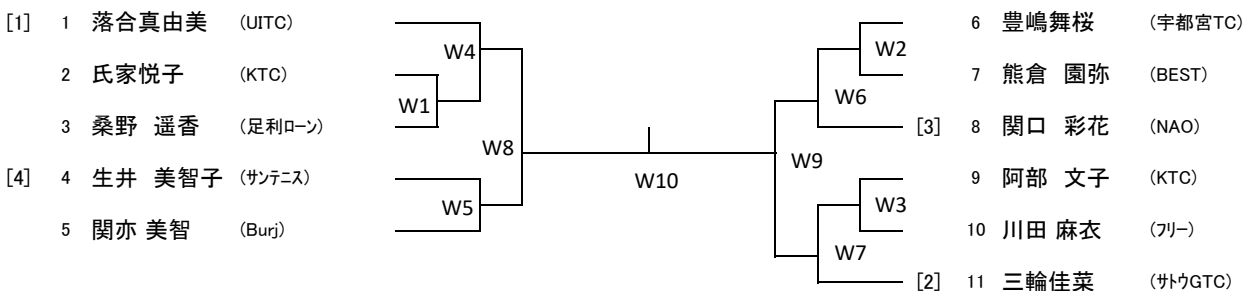 [1] 1 落合真由美 (UITC)
2 氏家悦子 (KTC)
3 桑野 遥香 (足利ローン)
[4] 4 生井 美智子 (サンテニス)
5 関亦 美智 (Burj)
W4
W1
W8
W5
W10
W2
W6
W9
W3
W7
6 豊嶋舞桜 (宇都宮TC)
7 熊倉 園弥 (BEST)
[3] 8 関口 彩花 (NAO)
9 阿部 文子 (KTC)
10 川田 麻衣 (フリー)
[2] 11 三輪佳菜 (サトウGTC)